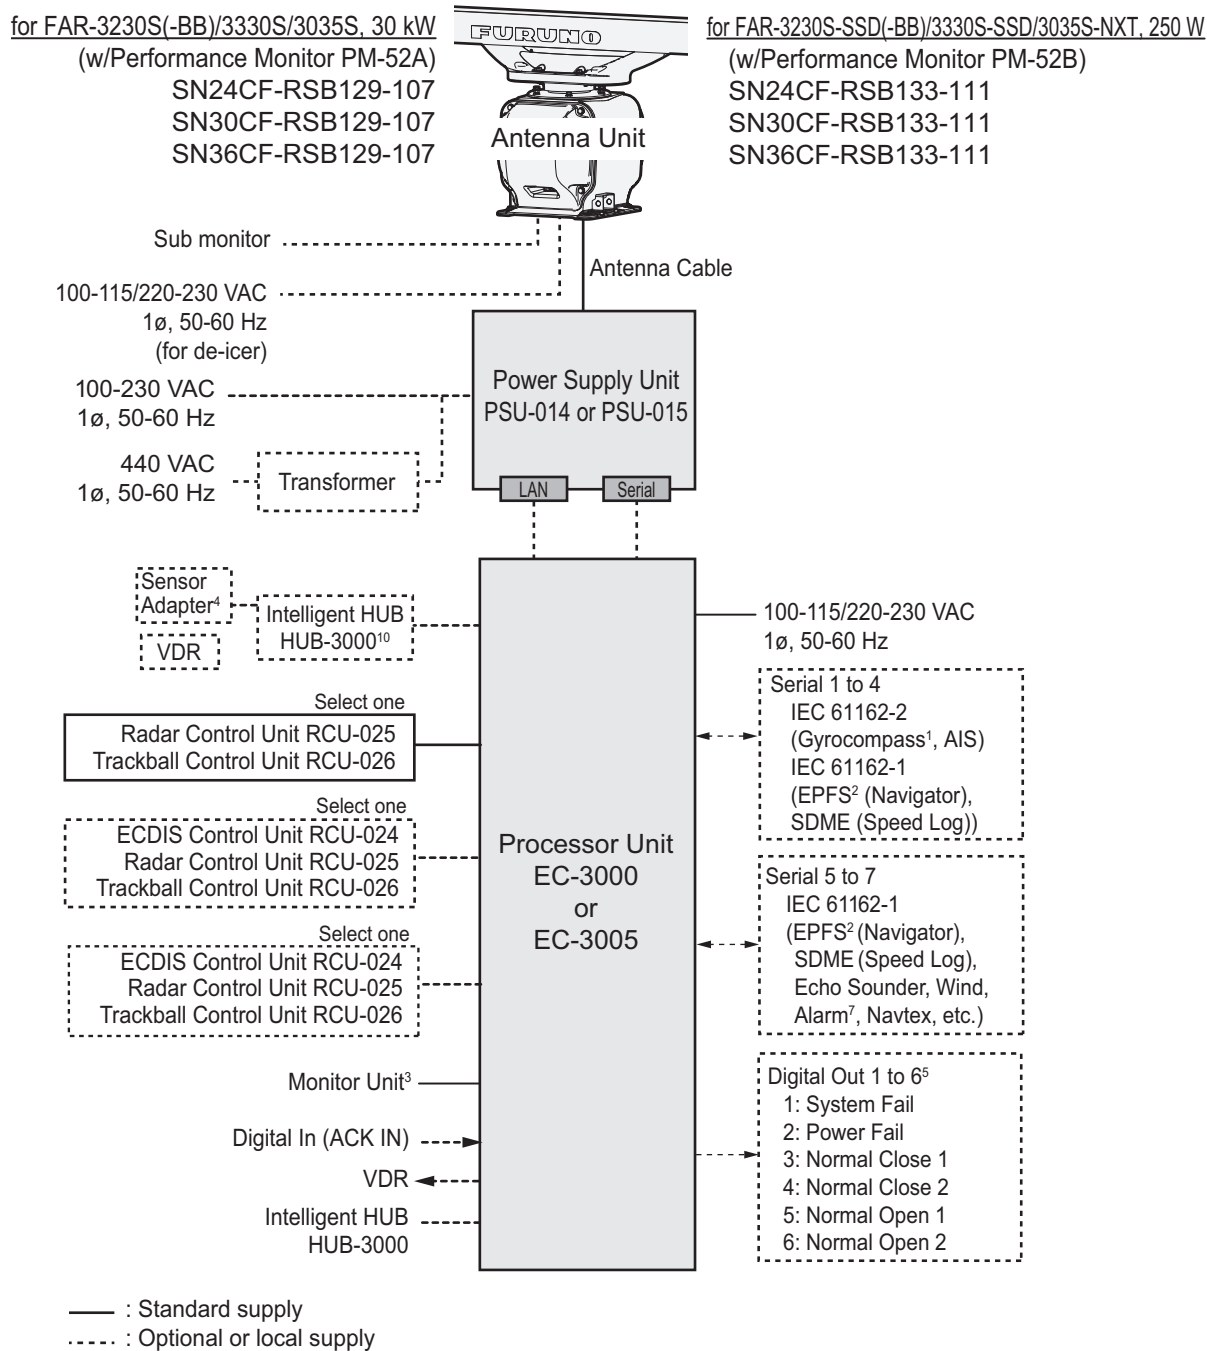 for FAR-3230S(-BB)/3330S/3035S, 30 kW
(w/Performance Monitor PM-52A)
SN24CF-RSB129-107
SN30CF-RSB129-107
SN36CF-RSB129-107
FURUNO
Antenna Unit
for FAR-3230S-SSD(-BB)/3330S-SSD/3035S-NXT, 250 W
(w/Performance Monitor PM-52B)
SN24CF-RSB133-111
SN30CF-RSB133-111
SN36CF-RSB133-111
Sub monitor
Antenna Cable
100-115/220-230 VAC
1ø, 50-60 Hz
(for de-icer)
100-230 VAC
1ø, 50-60 Hz
440 VAC
1ø, 50-60 Hz
Transformer
Power Supply Unit
PSU-014 or PSU-015
LAN
Serial
Sensor
Adapter⁴
VDR
Intelligent HUB
HUB-3000¹⁰
100-115/220-230 VAC
1ø, 50-60 Hz
Select one
Radar Control Unit RCU-025
Trackball Control Unit RCU-026
Select one
ECDIS Control Unit RCU-024
Radar Control Unit RCU-025
Trackball Control Unit RCU-026
Select one
ECDIS Control Unit RCU-024
Radar Control Unit RCU-025
Trackball Control Unit RCU-026
Monitor Unit³
Digital In (ACK IN)
VDR
Intelligent HUB
HUB-3000
Processor Unit
EC-3000
or
EC-3005
Serial 1 to 4
IEC 61162-2
(Gyrocompass¹, AIS)
IEC 61162-1
(EPFS² (Navigator),
SDME (Speed Log))
Serial 5 to 7
IEC 61162-1
(EPFS² (Navigator),
SDME (Speed Log),
Echo Sounder, Wind,
Alarm⁷, Navtex, etc.)
Digital Out 1 to 6⁵
1: System Fail
2: Power Fail
3: Normal Close 1
4: Normal Close 2
5: Normal Open 1
6: Normal Open 2
: Standard supply
: Optional or local supply